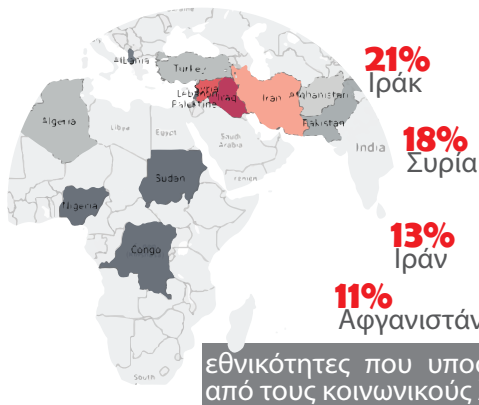 Albania
Turkey
Syria
Lebanon
Palestine
Iraq
Iran
Afghanistan
Pakistan
Algeria
Libya
Egypt
Saudi
Arabia
India
Yemen
Sudan
Nigeria
Congo
South
21%
Ιράκ
18%
Συρία
13%
Ιράν
11%
Αφγανιστάν
εθνικότητες που υποσ
από τους κοινωνικούς